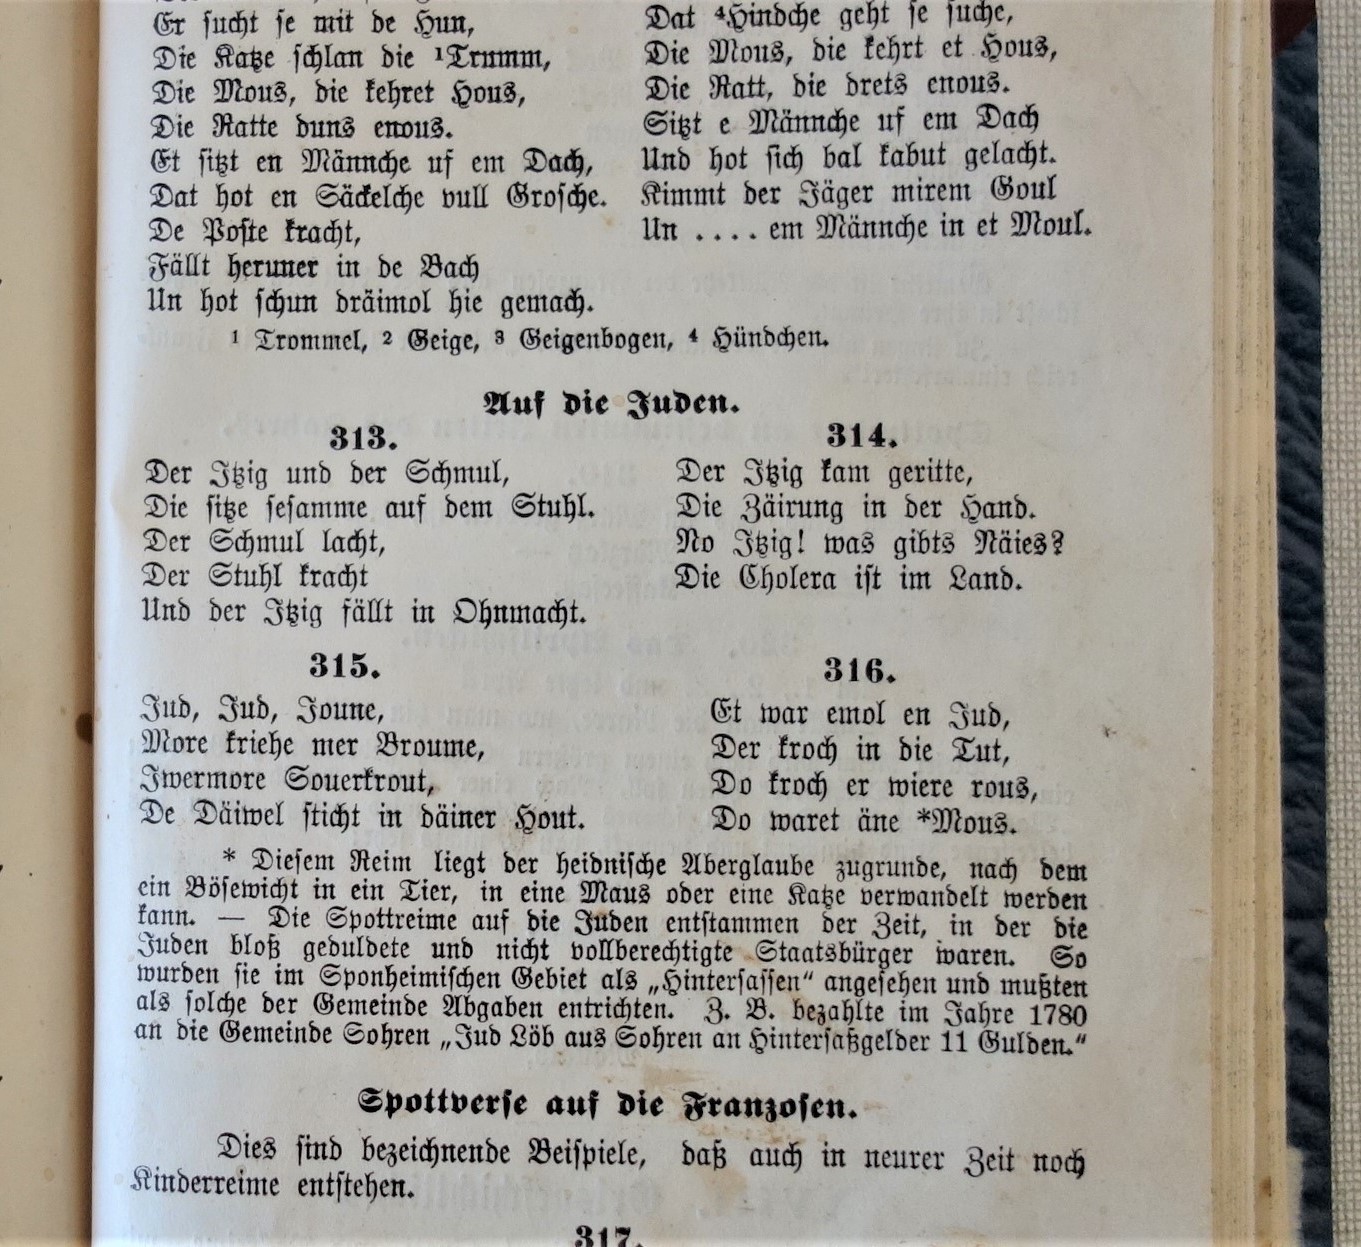 Er sucht se mit de Hun,
Die Katze schlan die ¹Trumm,
Die Mous, die kehret Hous,
Die Ratte duns enous.
Et sitzt en Männche uf em Dach,
Dat hot en Säckelche vull Grosche.
De Poste kracht,
Fällt heruner in de Bach
Un hot schun dräimol hie gemach.
Dat ⁴Hindche geht se suche,
Die Mous, die kehrt et Hous,
Die Ratt, die drets enous.
Sitzt e Männche uf em Dach
Und hot sich bal kabut gelacht.
Kimmt der Jäger mirem Goul
Un .... em Männche in et Moul.
¹ Trommel, ² Geige, ³ Geigenbogen, ⁴ Hündchen.
Auf die Juden.
313.
Der Itzig und der Schmul,
Die sitze sesamme auf dem Stuhl.
Der Schmul lacht,
Der Stuhl kracht
Und der Itzig fällt in Ohnmacht.
314.
Der Itzig kam geritte,
Die Zäirung in der Hand.
No Itzig! was gibts Näies?
Die Cholera ist im Land.
315.
Jud, Jud, Joune,
More kriehe mer Broume,
Iwermore Souerkrout,
De Däiwel sticht in däiner Hout.
316.
Et war emol en Jud,
Der kroch in die Tut,
Do kroch er wiere rous,
Do waret äne *Mous.
* Diesem Reim liegt der heidnische Aberglaube zugrunde, nach dem
ein Bösewicht in ein Tier, in eine Maus oder eine Katze verwandelt werden
kann. — Die Spottreime auf die Juden entstammen der Zeit, in der die
Juden bloß geduldete und nicht vollberechtigte Staatsbürger waren. So
wurden sie im Sponheimischen Gebiet als „Hintersassen“ angesehen und mußten
als solche der Gemeinde Abgaben entrichten. Z. B. bezahlte im Jahre 1780
an die Gemeinde Sohren „Jud Löb aus Sohren an Hintersaßgelder 11 Gulden.“
Spottverse auf die Franzosen.
Dies sind bezeichnende Beispiele, daß auch in neurer Zeit noch
Kinderreime entstehen.
317.